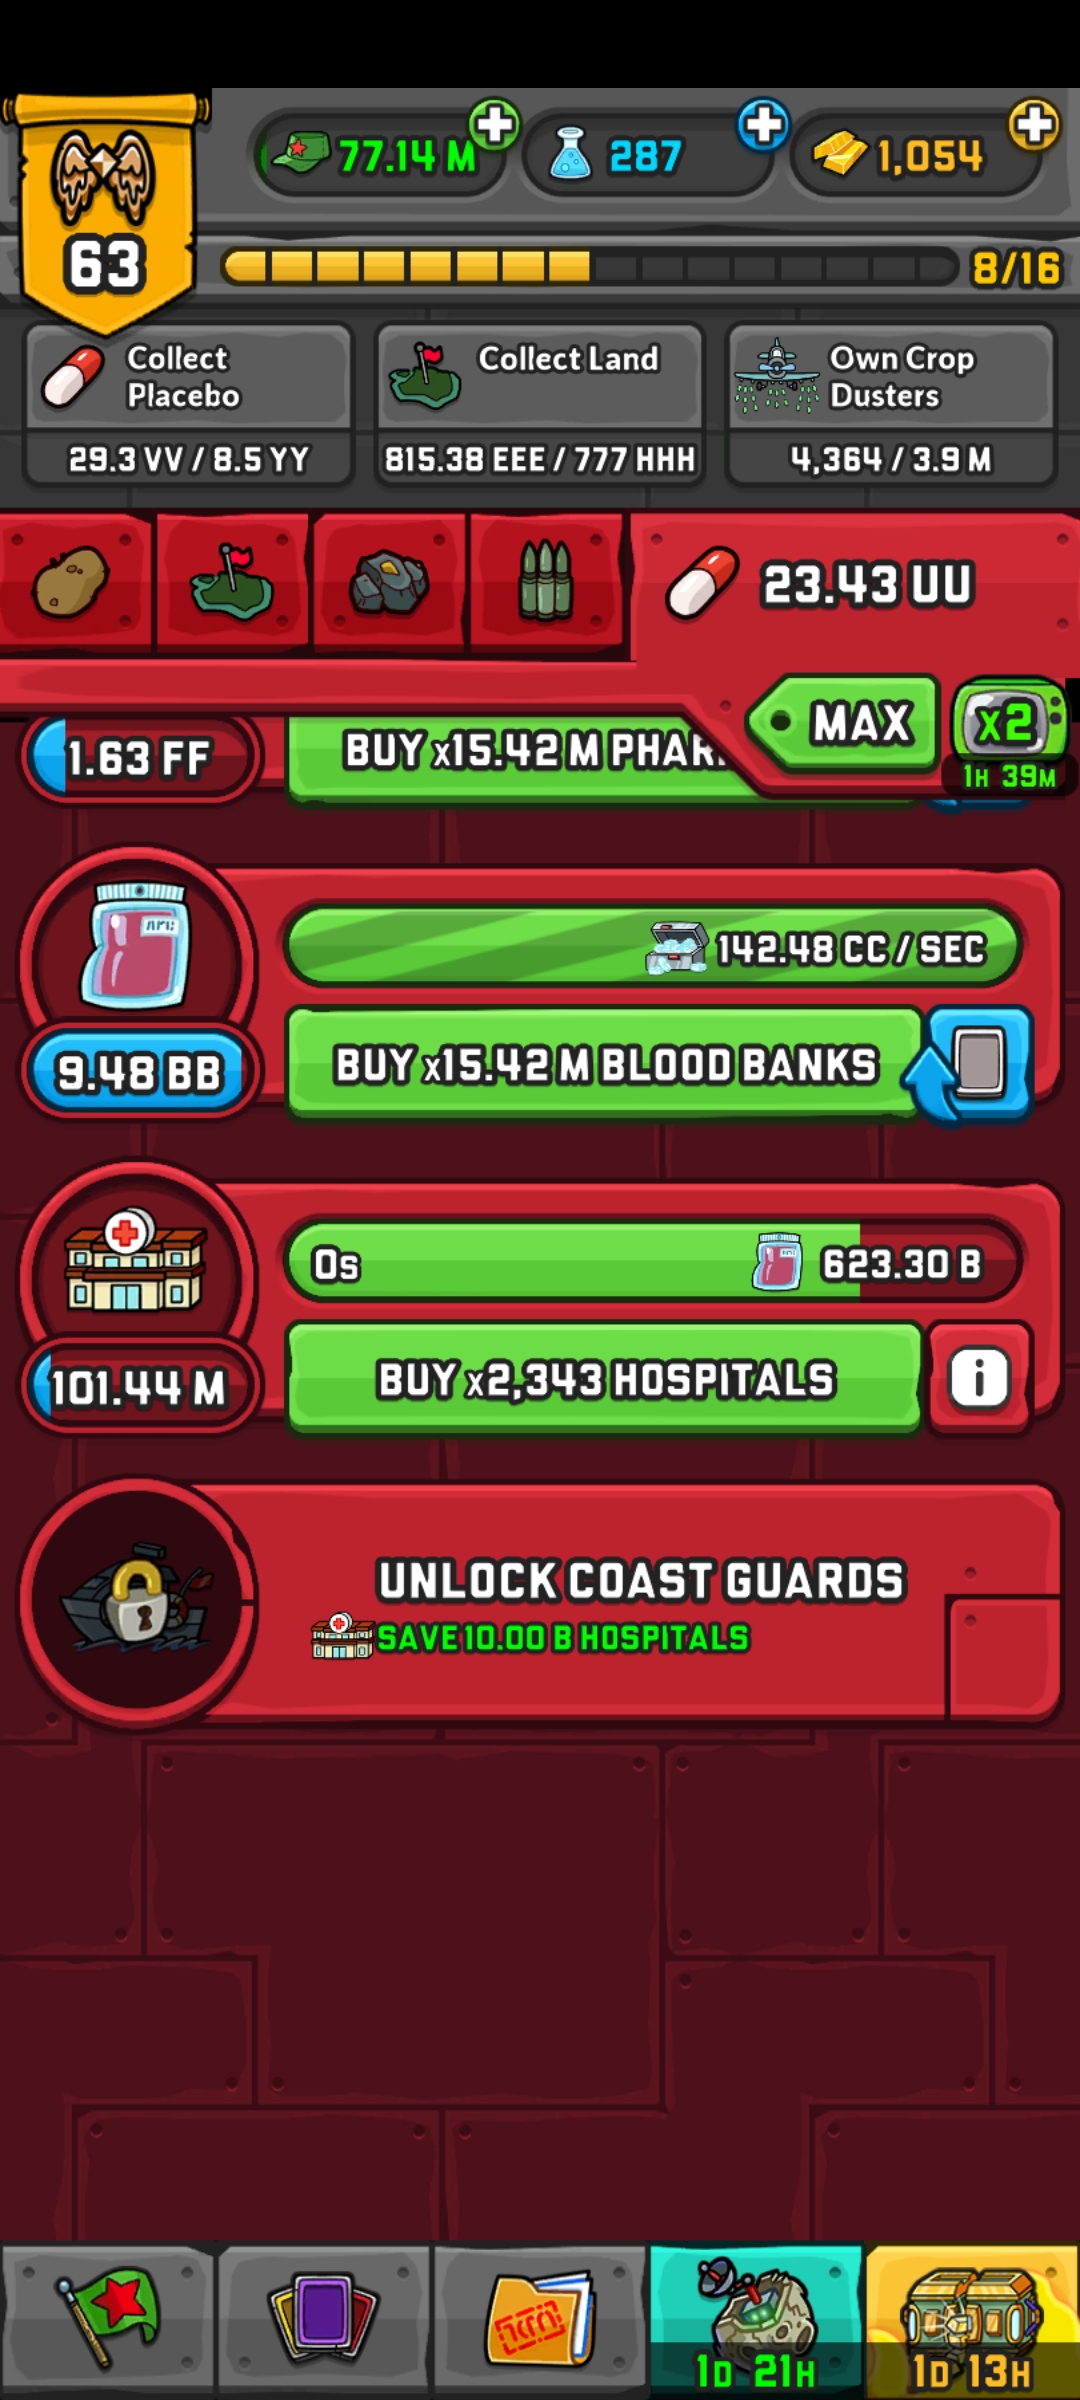 77.14 M
287
1,054
63
8/16
Collect
Placebo
29.3 VV / 8.5 YY
Collect Land
815.38 EEE / 777 HHH
Own Crop
Dusters
4,364 / 3.9 M
23.43 UU
MAX
x2
1H 39M
1.63 FF
BUY x15.42 M PHAR
142.48 CC / SEC
9.48 BB
BUY x15.42 M BLOOD BANKS
0s
623.30 B
101.44 M
BUY x2,343 HOSPITALS
i
UNLOCK COAST GUARDS
SAVE 10.00 B HOSPITALS
1D 21H
1D 13H